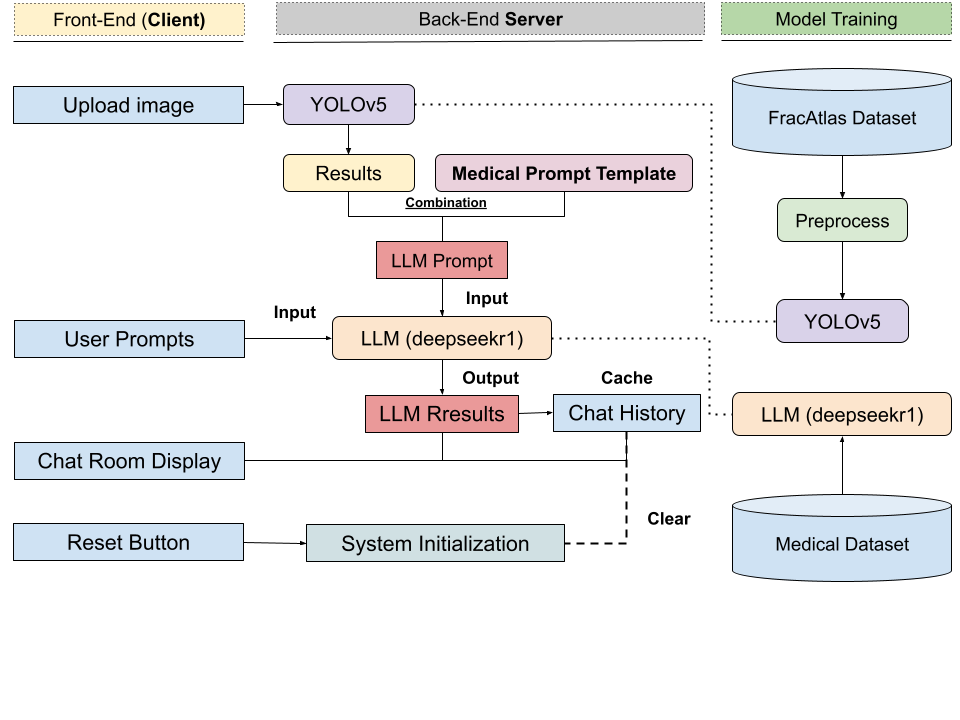 Front-End (Client)
Back-End Server
Model Training
Upload image
YOLOv5
FracAtlas Dataset
Results
Medical Prompt Template
Combination
Preprocess
LLM Prompt
Input
Input
User Prompts
LLM (deepseekr1)
YOLOv5
Output
Cache
LLM Rresults
Chat History
LLM (deepseekr1)
Chat Room Display
Clear
Reset Button
System Initialization
Medical Dataset